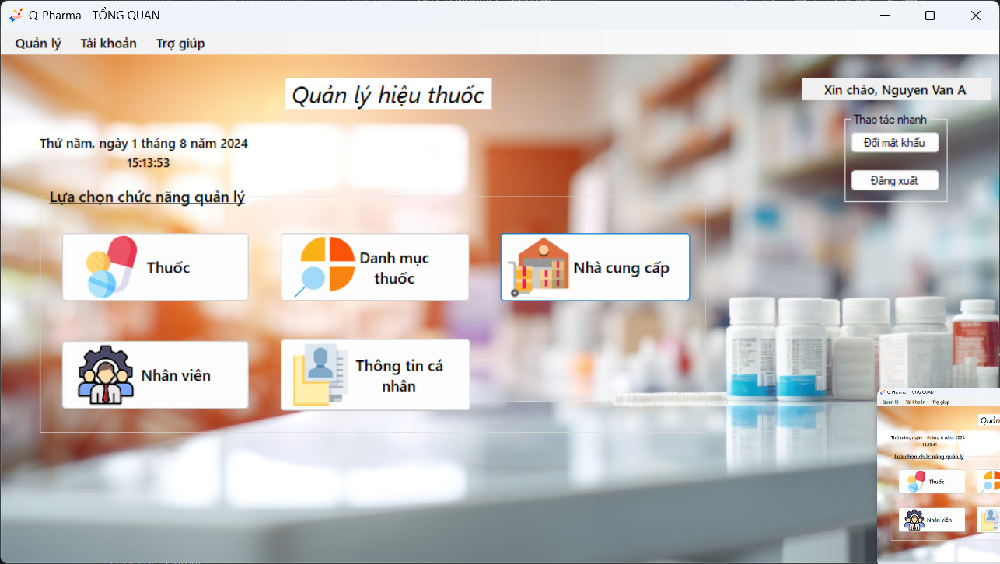 Q-Pharma - TỔNG QUAN
Quản lý Tài khoản Trợ giúp
Quản lý hiệu thuốc
Xin chào, Nguyen Van A
Thao tác nhanh
Đổi mật khẩu
Đăng xuất
Thứ năm, ngày 1 tháng 8 năm 2024
15:13:53
Lựa chọn chức năng quản lý
Thuốc
Danh mục
thuốc
Nhà cung cấp
Nhân viên
Thông tin cá
nhân
Q-Pharma - TỔNG QUAN
Quản lý Tài khoản Trợ giúp
Quản
Thứ năm, ngày 1 tháng 8 năm 2024
15:13:41
Lựa chọn chức năng quản lý
Thuốc
Nhân viên